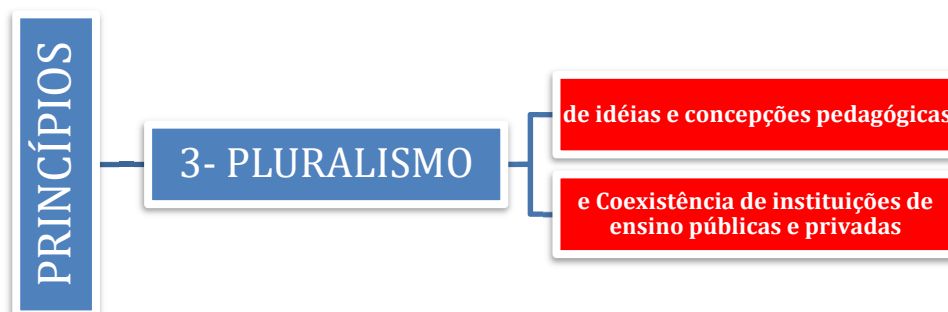 PRINCÍPIOS
3- PLURALISMO
de idéias e concepções pedagógicas
e Coexistência de instituições de
ensino públicas e privadas